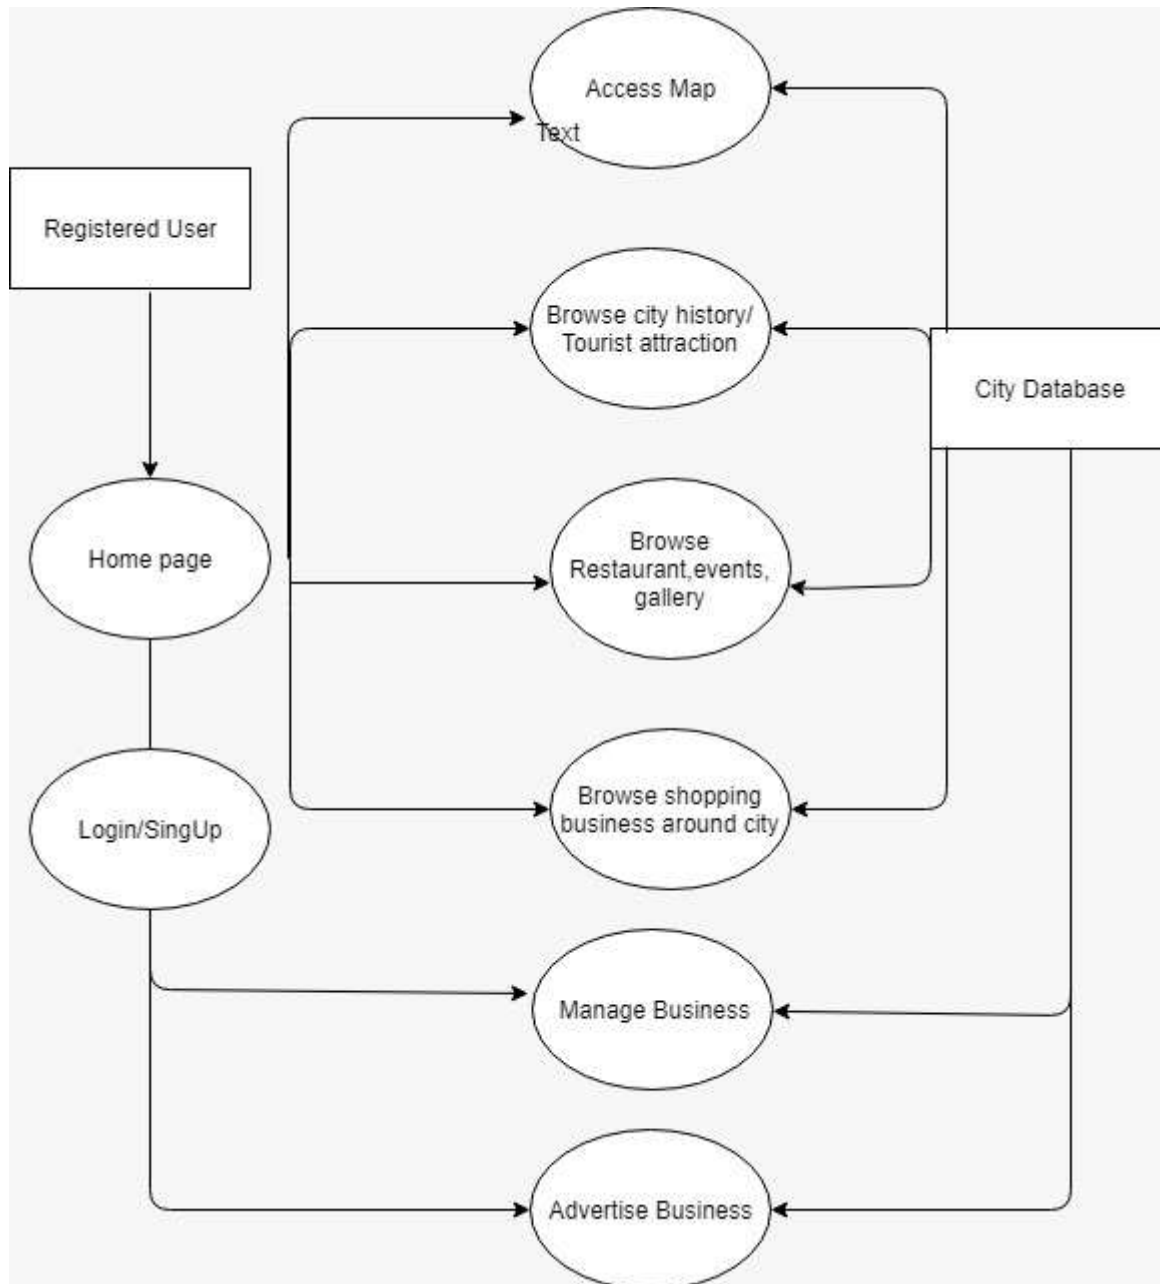 Access Map
Text
Registered User
Browse city history/
Tourist attraction
City Database
Home page
Browse
Restaurant,events,
gallery
Browse shopping
business around city
Login/SingUp
Manage Business
Advertise Business